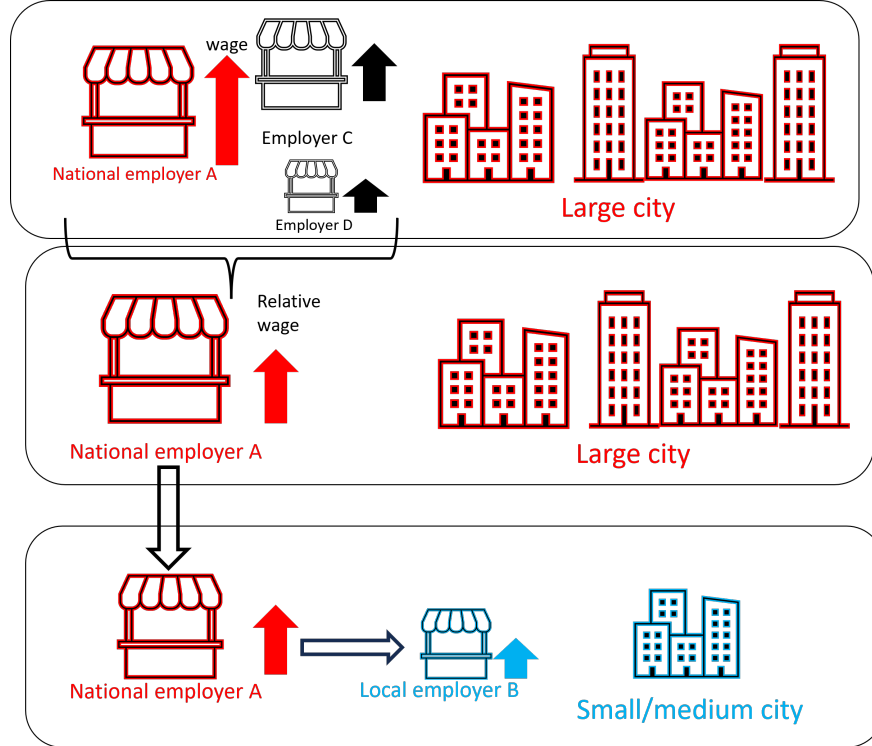 wage
Employer C
National employer A
Employer D
Large city
Relative
wage
National employer A
Large city
National employer A
Local employer B
Small/medium city